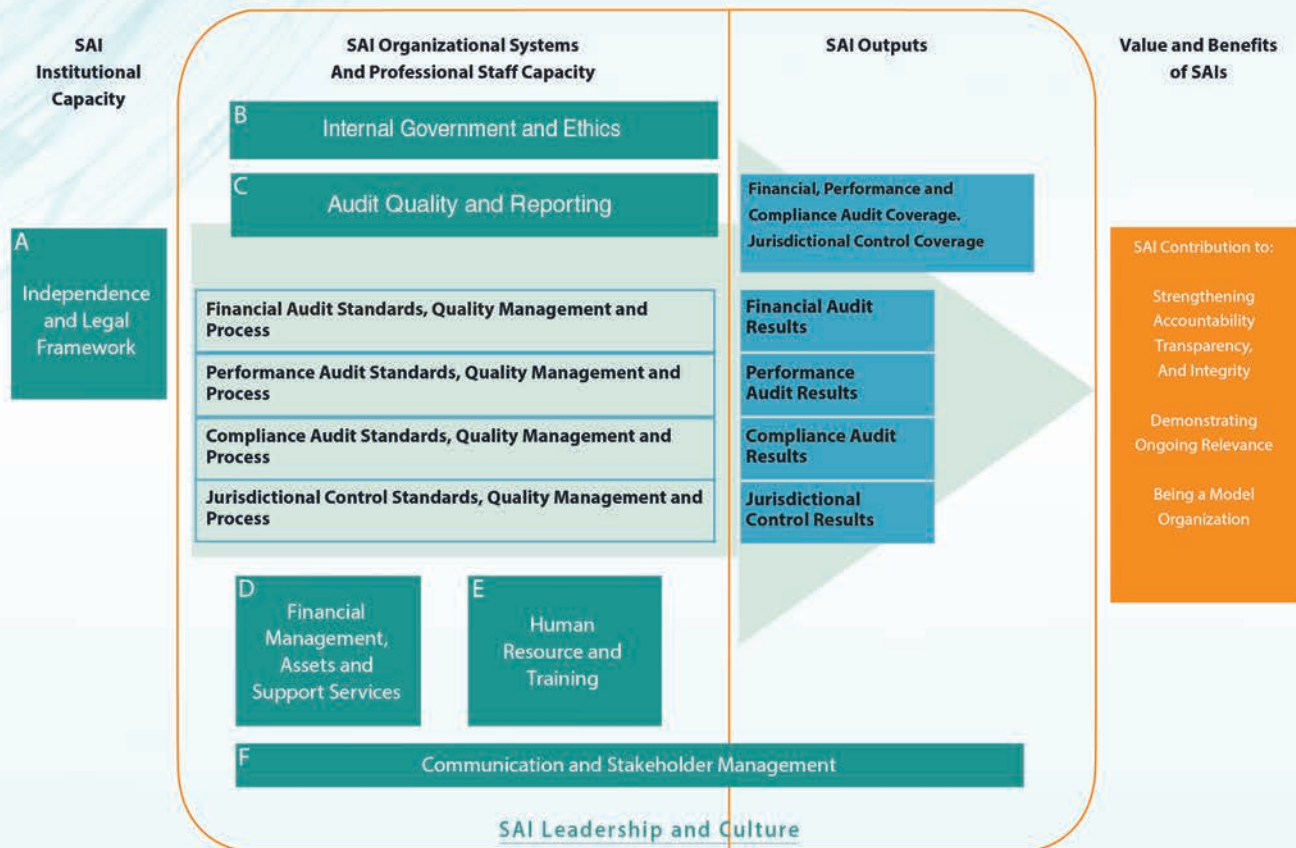 SAI
Institutional
Capacity
SAI Organizational Systems
And Professional Staff Capacity
SAI Outputs
Value and Benefits
of SAIs
A
Independence
and Legal
Framework
B
Internal Government and Ethics
C
Audit Quality and Reporting
Financial Audit Standards, Quality Management and
Process
Performance Audit Standards, Quality Management and
Process
Compliance Audit Standards, Quality Management and
Process
Jurisdictional Control Standards, Quality Management and
Process
Financial, Performance and
Compliance Audit Coverage.
Jurisdictional Control Coverage
Financial Audit
Results
Performance
Audit Results
Compliance Audit
Results
Jurisdictional
Control Results
SAI Contribution to:
Strengthening
Accountability
Transparency,
And Integrity
Demonstrating
Ongoing Relevance
Being a Model
Organization
D
Financial
Management,
Assets and
Support Services
E
Human
Resource and
Training
F
Communication and Stakeholder Management
SAI Leadership and Culture